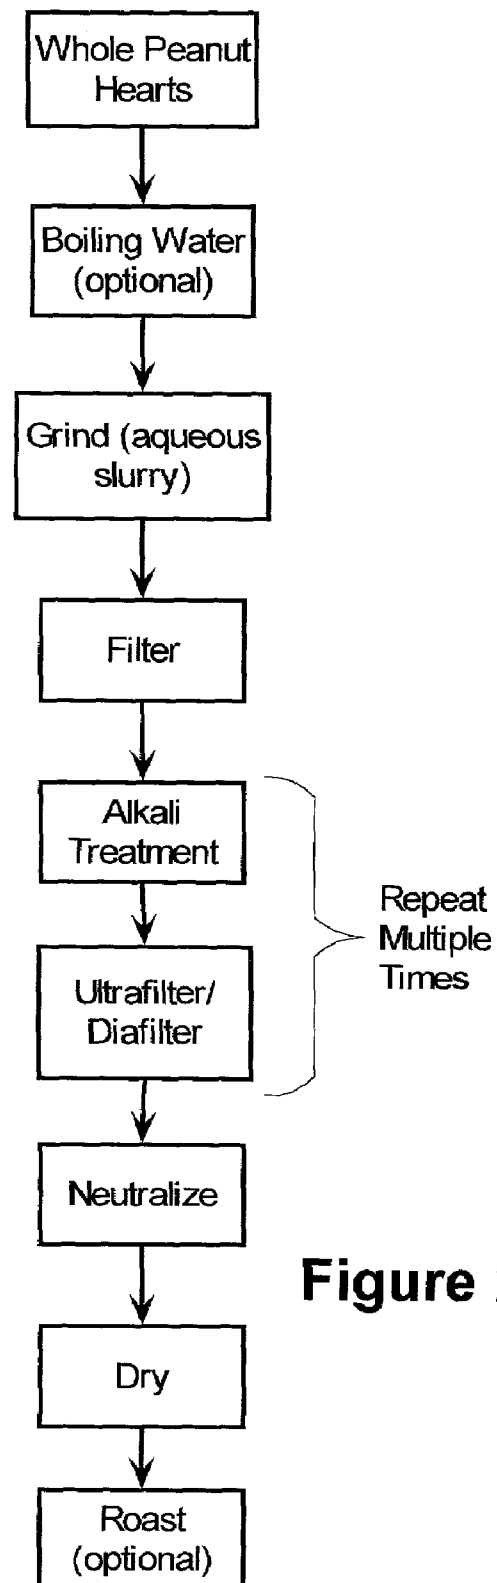 Whole Peanut
Hearts
Boiling Water
(optional)
Grind (aqueous
slurry)
Filter
Alkali
Treatment
Ultrafilter/
Diafilter
Repeat
Multiple
Times
Neutralize
Figure
Dry
Roast
(optional)